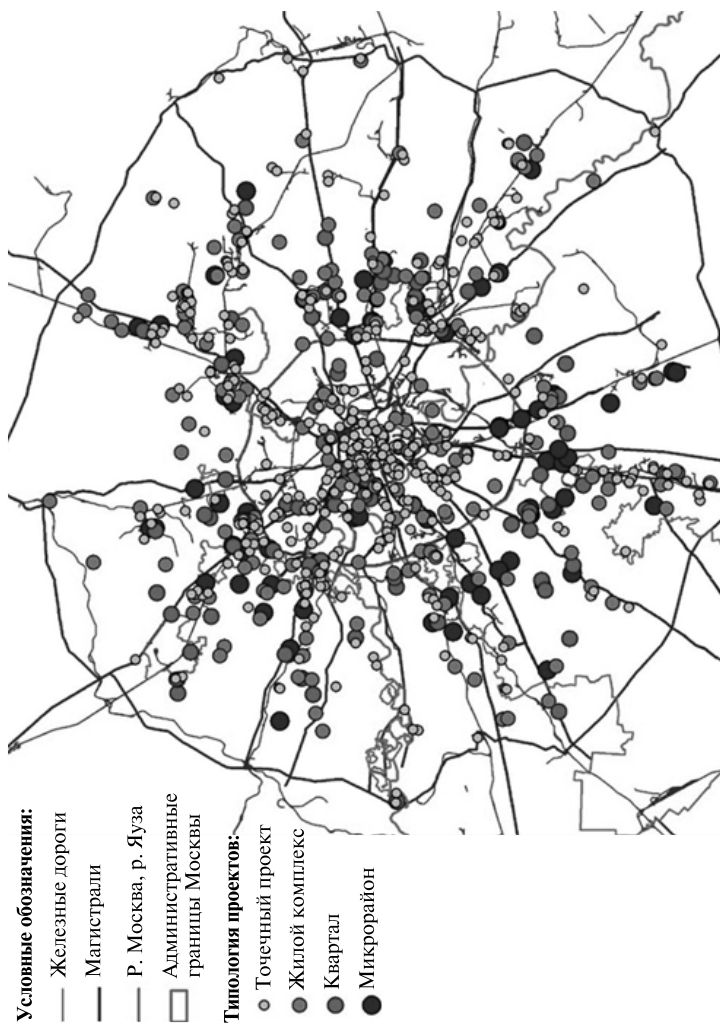 Условные обозначения:
Железные дороги
Магистрали
Р. Москва, р. Яуза
Административные
границы Москвы
Типология проектов:
Точечный проект
Жилой комплекс
Квартал
Микрорайон